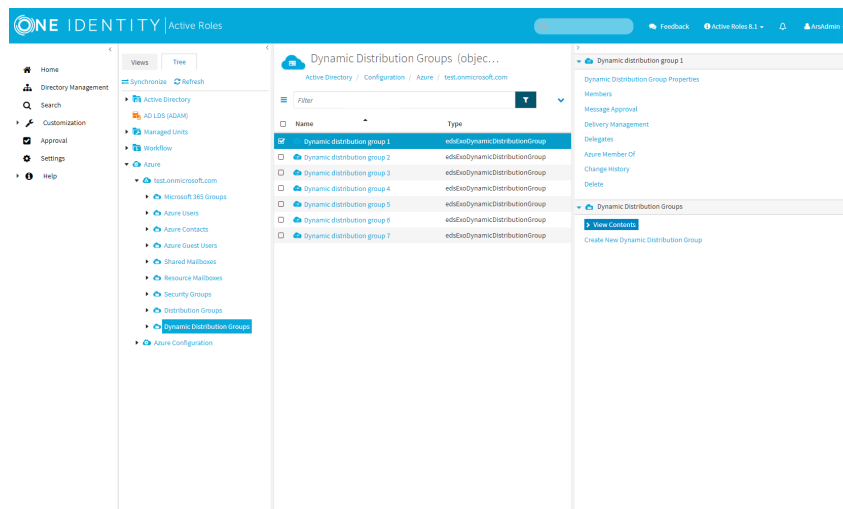 ONE IDENTITY Active Roles
Feedback
Active Roles 8.1
ArsAdmin
Home
Directory Management
Search
Customization
Approval
Settings
Help
Views Tree
Synchronize Refresh
Active Directory
AD LDS (ADAM)
Managed Units
Workflow
Azure
test.onmicrosoft.com
Microsoft 365 Groups
Azure Users
Azure Contacts
Azure Guest Users
Shared Mailboxes
Resource Mailboxes
Security Groups
Distribution Groups
Dynamic Distribution Groups
Azure Configuration
Dynamic Distribution Groups (objec...
Active Directory / Configuration / Azure / test.onmicrosoft.com
Filter
Name Type
Dynamic distribution group 1 edsExoDynamicDistributionGroup
Dynamic distribution group 2 edsExoDynamicDistributionGroup
Dynamic distribution group 3 edsExoDynamicDistributionGroup
Dynamic distribution group 4 edsExoDynamicDistributionGroup
Dynamic distribution group 5 edsExoDynamicDistributionGroup
Dynamic distribution group 6 edsExoDynamicDistributionGroup
Dynamic distribution group 7 edsExoDynamicDistributionGroup
Dynamic distribution group 1
Dynamic Distribution Group Properties
Members
Message Approval
Delivery Management
Delegates
Azure Member Of
Change History
Delete
Dynamic Distribution Groups
View Contents
Create New Dynamic Distribution Group